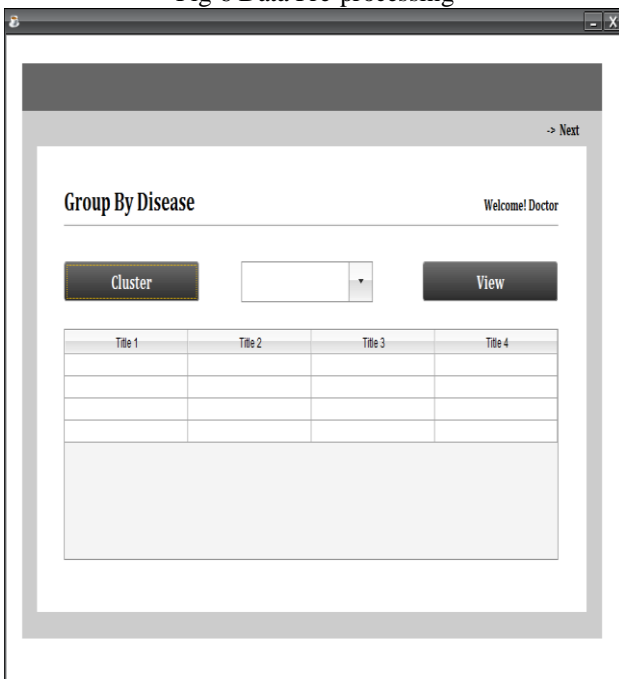 -> Next
Group By Disease
Welcome! Doctor
Cluster
View
Title 1 Title 2 Title 3 Title 4